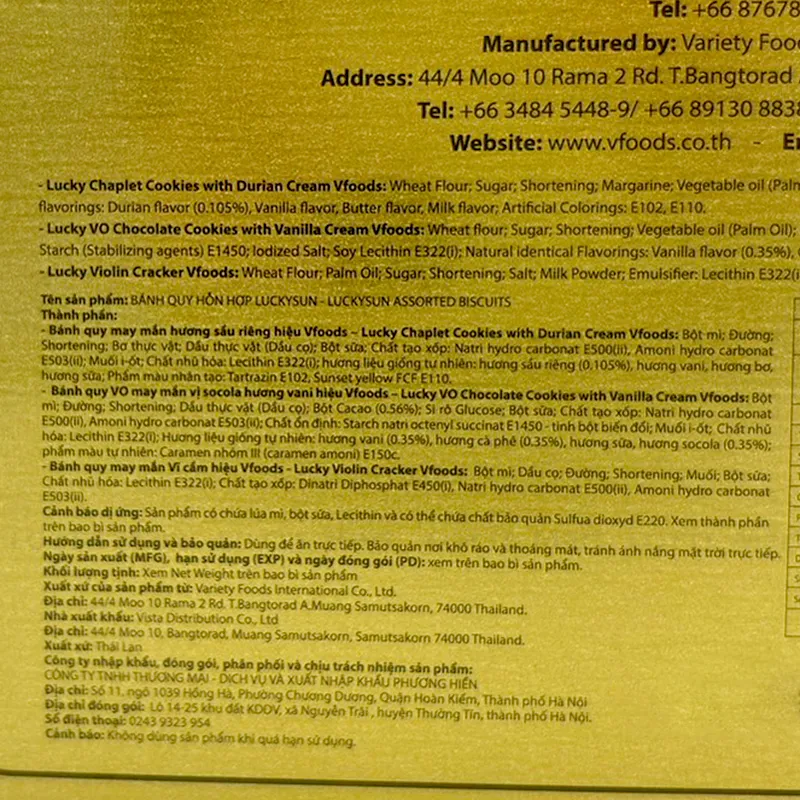 Tel: +66 87678
Manufactured by: Variety Food
Address: 44/4 Moo 10 Rama 2 Rd. T.Bangtorad
Tel: +66 3484 5448-9/ +66 89130 8838
Website: www.vfoods.co.th - E
- Lucky Chaplet Cookies with Durian Cream Vfoods: Wheat Flour; Sugar; Shortening; Margarine; Vegetable oil (Palm
flavorings: Durian flavor (0.105%), Vanilla flavor, Butter flavor, Milk flavor; Artificial Colorings: E102, E110.
- Lucky VO Chocolate Cookies with Vanilla Cream Vfoods: Wheat flour; Sugar; Shortening; Vegetable oil (Palm Oil);
Starch (Stabilizing agents) E1450; Iodized Salt; Soy Lecithin E322(i); Natural identical Flavorings: Vanilla flavor (0.35%),
- Lucky Violin Cracker Vfoods: Wheat Flour; Palm Oil; Sugar; Shortening; Salt; Milk Powder; Emulsifier: Lecithin E322(i
Tên sản phẩm: BÁNH QUY HỖN HỢP LUCKYSUN - LUCKYSUN ASSORTED BISCUITS
Thành phần:
- Bánh quy may mắn hương sầu riêng hiệu Vfoods – Lucky Chaplet Cookies with Durian Cream Vfoods: Bột mì; Đường;
Shortening; Bơ thực vật; Dầu thực vật (Dầu cọ); Bột sữa; Chất tạo xốp: Natri hydro carbonat E500(ii), Amoni hydro carbonat
E503(ii); Muối i-ốt; Chất nhũ hóa: Lecithin E322(i); hương liệu giống tự nhiên: hương sầu riêng (0.105%), hương vani, hương bơ,
hương sữa; Phẩm màu nhân tạo: Tartrazin E102, Sunset yellow FCF E110.
- Bánh quy VO may mắn vị socola hương vani hiệu Vfoods – Lucky VO Chocolate Cookies with Vanilla Cream Vfoods: Bột
mì; Đường; Shortening; Dầu thực vật (Dầu cọ); Bột Cacao (0.56%); Si rô Glucose; Bột sữa; Chất tạo xốp: Natri hydro carbonat
E500(ii), Amoni hydro carbonat E503(ii); Chất ổn định: Starch natri octenyl succinat E1450 - tinh bột biến đổi; Muối i-ốt; Chất nhũ
hóa: Lecithin E322(i); Hương liệu giống tự nhiên: hương vani (0.35%), hương cà phê (0.35%), hương sữa, hương socola (0.35%);
phẩm màu tự nhiên: Caramen nhóm III (caramen amoni) E150c.
- Bánh quy may mắn Vĩ cầm hiệu Vfoods - Lucky Violin Cracker Vfoods: Bột mì; Dầu cọ; Đường; Shortening; Muối; Bột sữa;
Chất nhũ hóa: Lecithin E322(i); Chất tạo xốp: Dinatri Diphosphat E450(i), Natri hydro carbonat E500(ii), Amoni hydro carbonat
E503(ii).
Cảnh báo dị ứng: Sản phẩm có chứa lúa mì, bột sữa, Lecithin và có thể chứa chất bảo quản Sulfua dioxyd E220. Xem thành phần
trên bao bì sản phẩm.
Hướng dẫn sử dụng và bảo quản: Dùng để ăn trực tiếp. Bảo quản nơi khô ráo và thoáng mát, tránh ánh nắng mặt trời trực tiếp.
Ngày sản xuất (MFG), hạn sử dụng (EXP) và ngày đóng gói (PD): xem trên bao bì sản phẩm.
Khối lượng tịnh: Xem Net Weight trên bao bì sản phẩm
Xuất xứ của sản phẩm từ: Variety Foods International Co., Ltd.
Địa chỉ: 44/4 Moo 10 Rama 2 Rd. T.Bangtorad A.Muang Samutsakorn, 74000 Thailand.
Nhà xuất khẩu: Vista Distribution Co., Ltd
Địa chỉ: 44/4 Moo 10, Bangtorad, Muang Samutsakorn, Samutsakorn 74000 Thailand.
Xuất xứ: Thái Lan
Công ty nhập khẩu, đóng gói, phân phối và chịu trách nhiệm sản phẩm:
CÔNG TY TNHH THƯƠNG MẠI - DỊCH VỤ VÀ XUẤT NHẬP KHẨU PHƯƠNG HIỀN
Địa chỉ: Số 11, ngõ 1039 Hồng Hà, Phường Chương Dương, Quận Hoàn Kiếm, Thành phố Hà Nội
Địa chỉ đóng gói: Lô 14-25 khu đất KDDV, xã Nguyễn Trãi, huyện Thường Tín, thành phố Hà Nội.
Số điện thoại: 0243 9323 954
Cảnh báo: Không dùng sản phẩm khi quá hạn sử dụng.